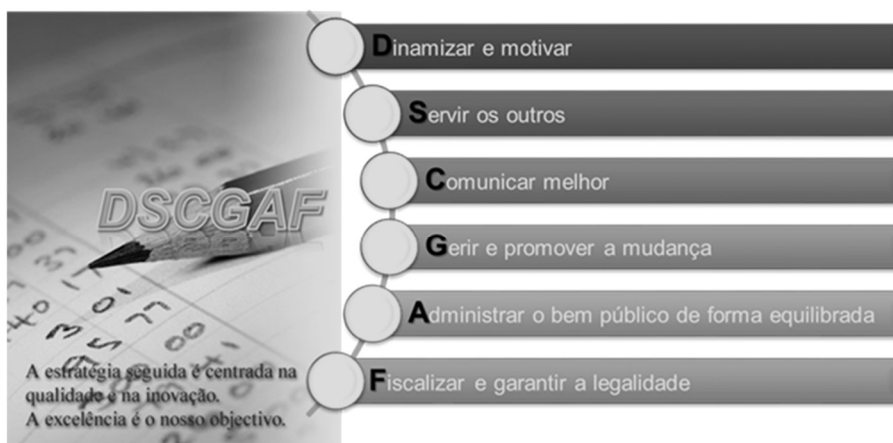 DSCGAF
A estratégia seguida é centrada na
qualidade e na inovação.
A excelência é o nosso objectivo.
Dinamizar e motivar
Servir os outros
Comunicar melhor
Gerir e promover a mudança
Administrar o bem público de forma equilibrada
Fiscalizar e garantir a legalidade